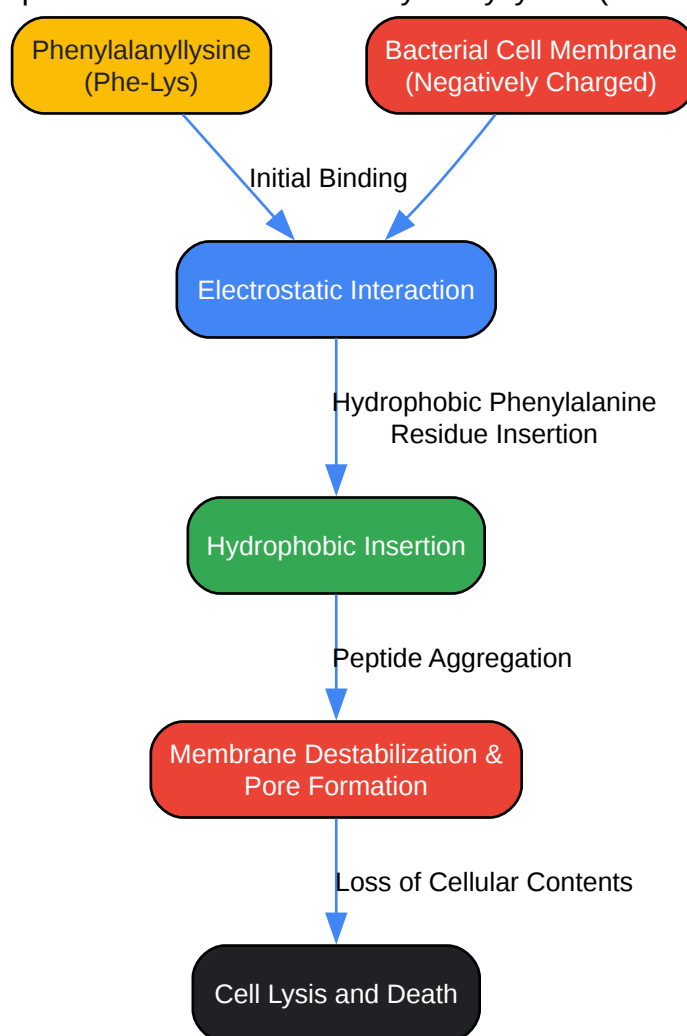 Phenylalanyllysine
(Phe-Lys)
Bacterial Cell Membrane
(Negatively Charged)
Initial Binding
Electrostatic Interaction
Hydrophobic Phenylalanine
Residue Insertion
Hydrophobic Insertion
Peptide Aggregation
Membrane Destabilization &
Pore Formation
Loss of Cellular Contents
Cell Lysis and Death